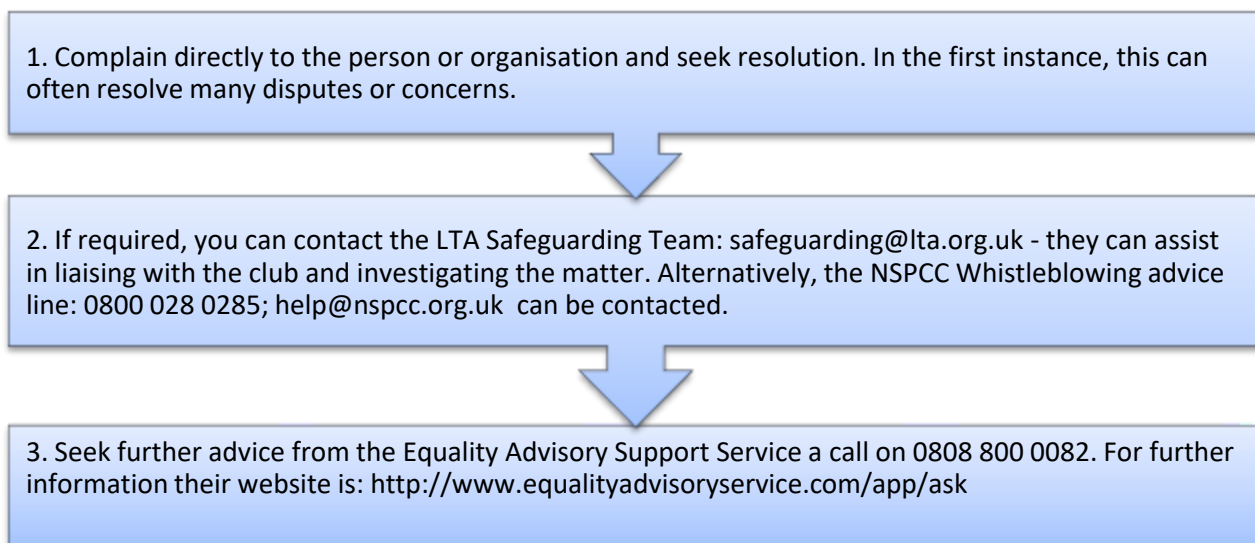 1. Complain directly to the person or organisation and seek resolution. In the first instance, this can
often resolve many disputes or concerns.
2. If required, you can contact the LTA Safeguarding Team: safeguarding@lta.org.uk - they can assist
in liaising with the club and investigating the matter. Alternatively, the NSPCC Whistleblowing advice
line: 0800 028 0285; help@nspcc.org.uk  can be contacted.
3. Seek further advice from the Equality Advisory Support Service a call on 0808 800 0082. For further
information their website is: http://www.equalityadvisoryservice.com/app/ask